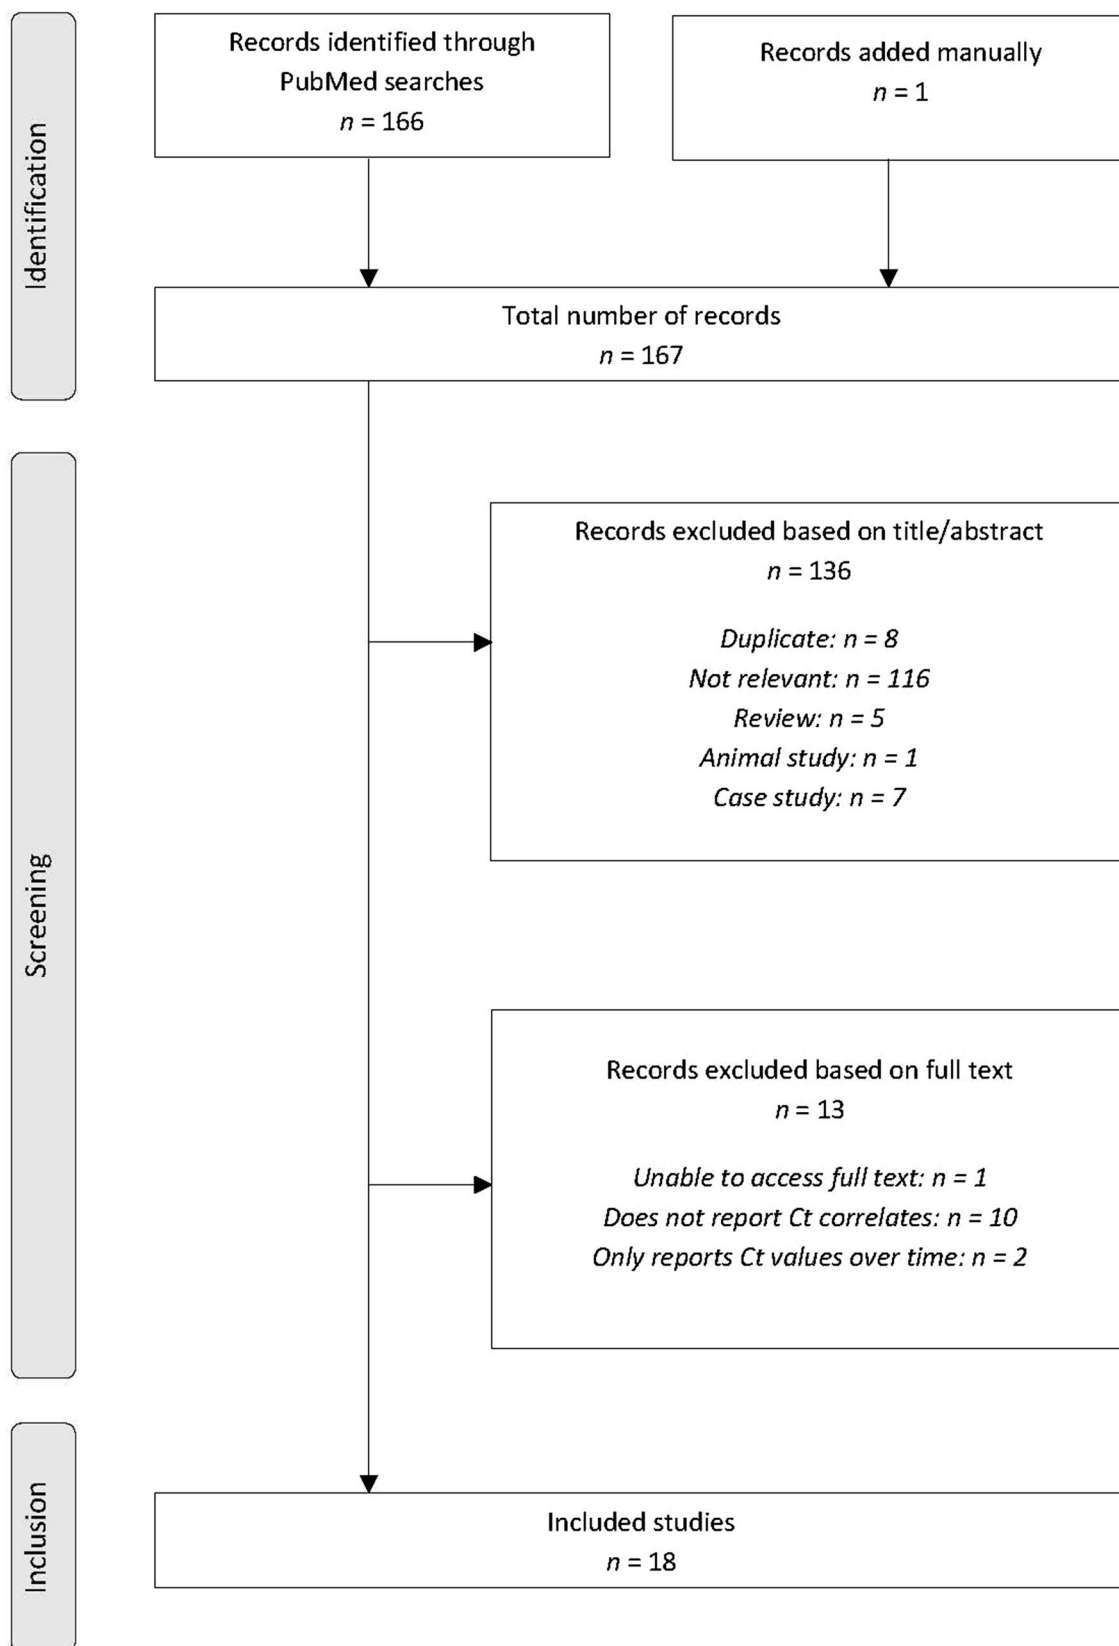 Identification
Records identified through
PubMed searches
n = 166
Records added manually
n = 1
Total number of records
n = 167
Screening
Records excluded based on title/abstract
n = 136
Duplicate: n = 8
Not relevant: n = 116
Review: n = 5
Animal study: n = 1
Case study: n = 7
Records excluded based on full text
n = 13
Unable to access full text: n = 1
Does not report Ct correlates: n = 10
Only reports Ct values over time: n = 2
Inclusion
Included studies
n = 18